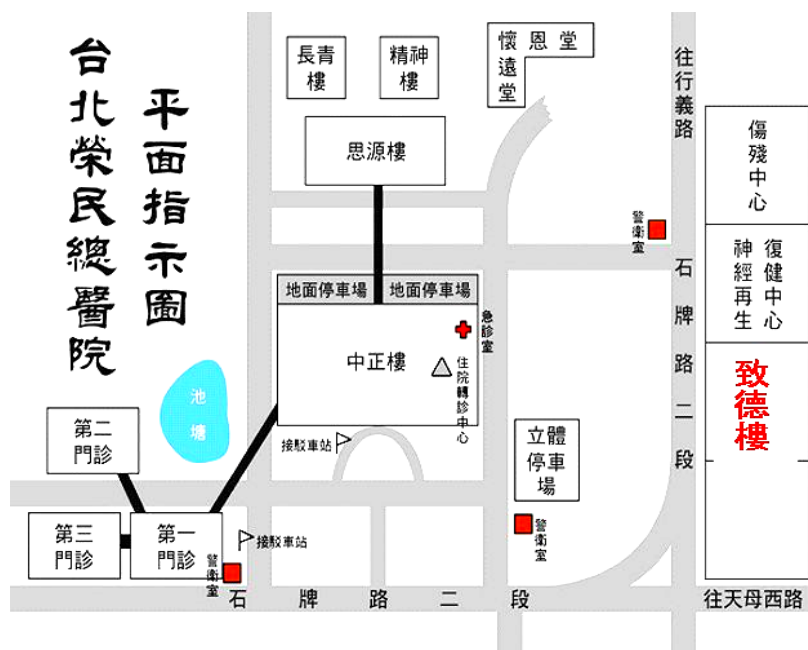 台北榮民總醫院
平面指示圖
長青樓
精神樓
懷恩堂
懷遠堂
往行義路
思源樓
傷殘中心
警衛室
復健中心
神經再生
石牌路二段
地面停車場
地面停車場
急診室
中正樓
住院轉診中心
致德樓
池塘
第二門診
接駁車站
立體停車場
第三門診
第一門診
接駁車站
警衛室
警衛室
石牌路二段
往天母西路